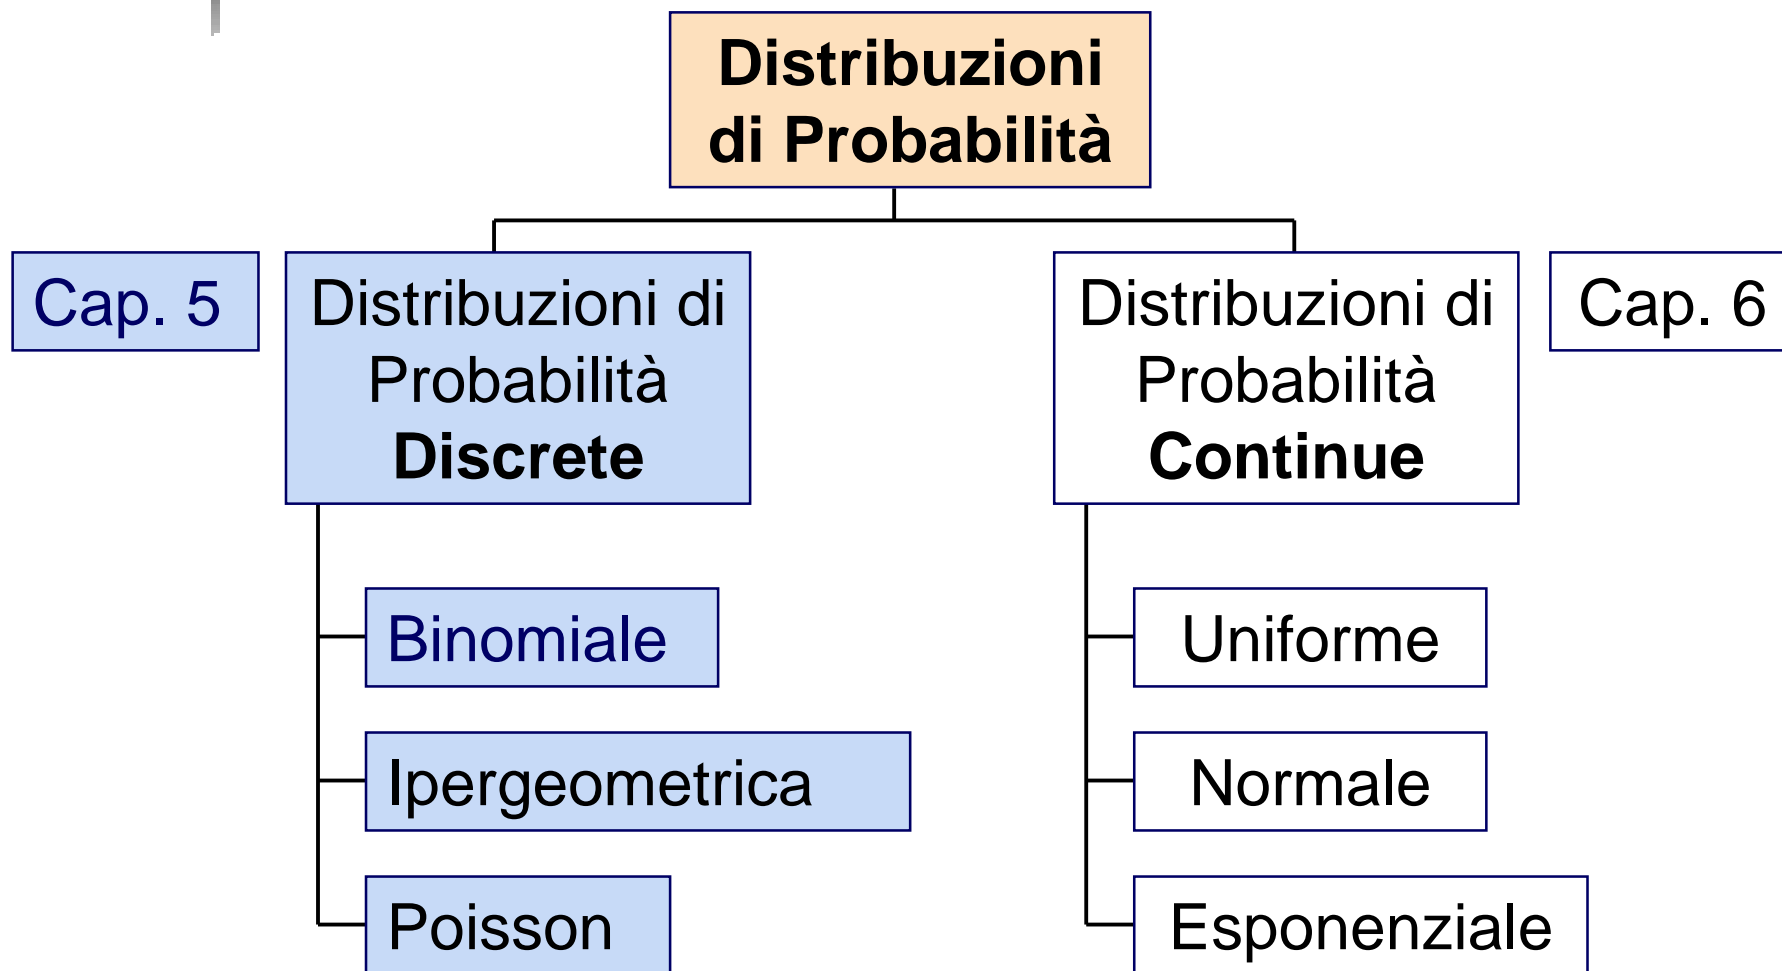 Distribuzioni
di Probabilità
Cap. 5
Distribuzioni di
Probabilità
Discrete
Binomiale
Ipergeometrica
Poisson
Distribuzioni di
Probabilità
Continue
Cap. 6
Uniforme
Normale
Esponenziale